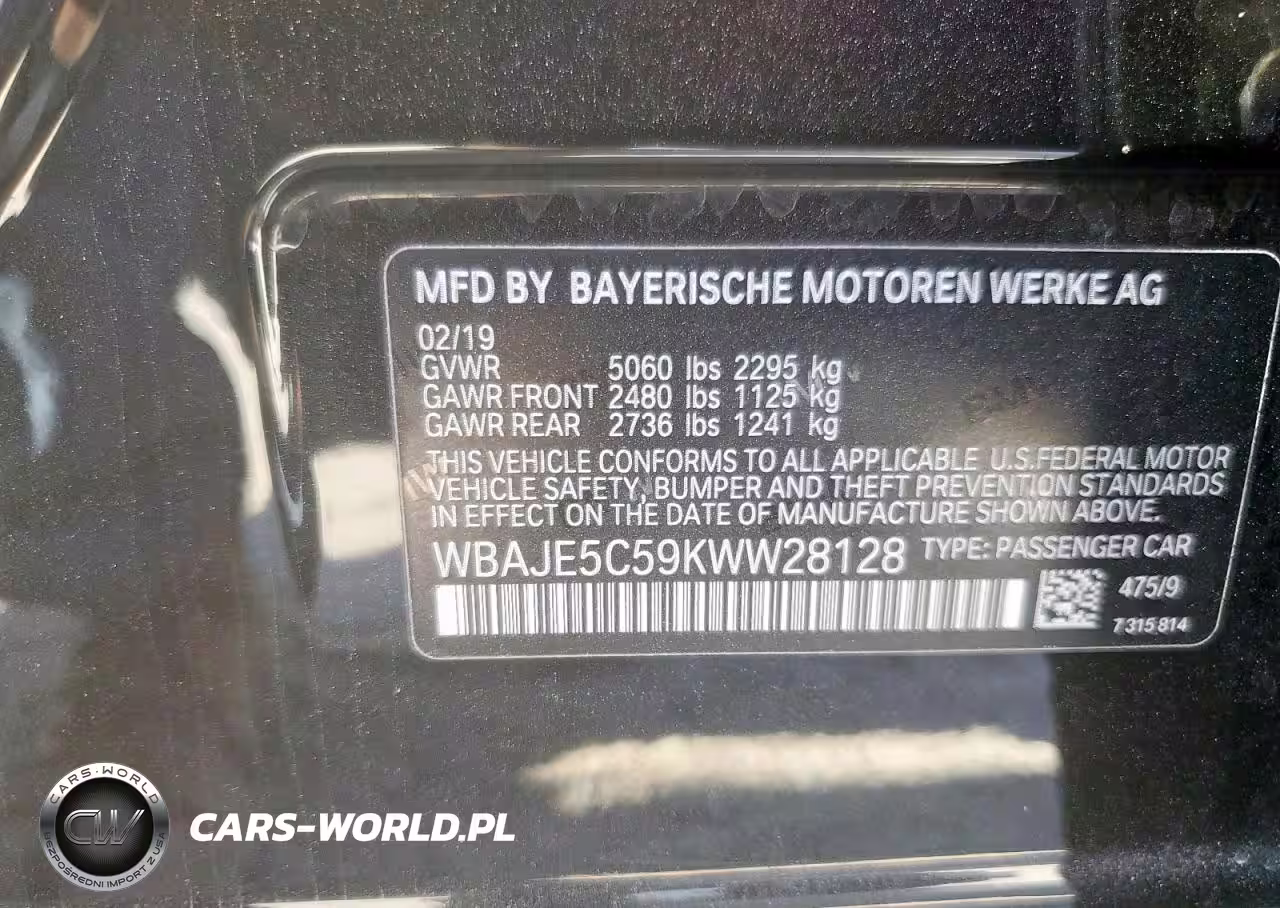 MFD BY BAYERISCHE MOTOREN WERKE AG
02/19
GVWR 5060 lbs 2295 kg
GAWR FRONT 2480 lbs 1125 kg
GAWR REAR 2736 lbs 1241 kg
THIS VEHICLE CONFORMS TO ALL APPLICABLE U.S.FEDERAL MOTOR
VEHICLE SAFETY, BUMPER AND THEFT PREVENTION STANDARDS
IN EFFECT ON THE DATE OF MANUFACTURE SHOWN ABOVE.
WBAJE5C59KWW28128 TYPE: PASSENGER CAR
475/9
7 315 814
CARS-WORLD
CW
BEZPOŚREDNI IMPORT Z USA
CARS-WORLD.PL